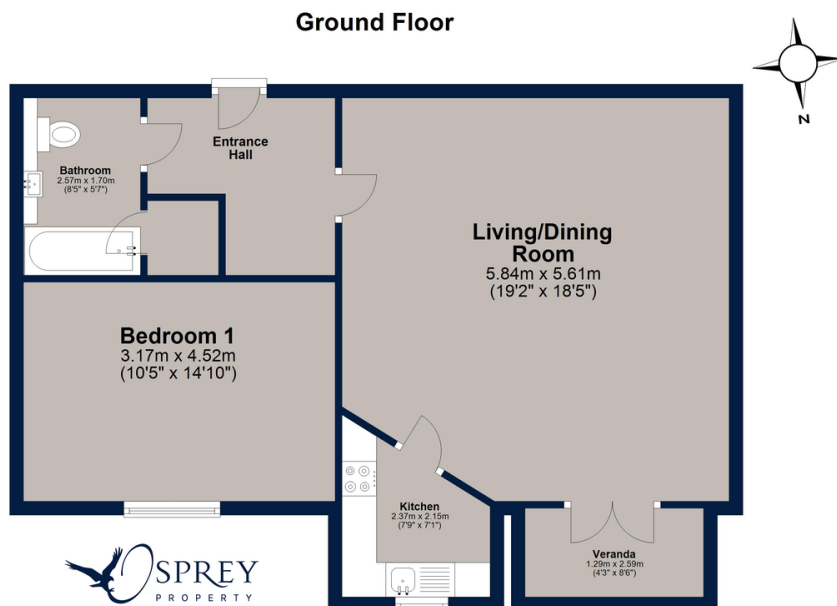 Ground Floor
N
Entrance
Hall
Bathroom
2.57m x 1.70m
(8'5" x 5'7")
Living/Dining
Room
5.84m x 5.61m
(19'2" x 18'5")
Bedroom 1
3.17m x 4.52m
(10'5" x 14'10")
Kitchen
2.37m x 2.15m
(7'9" x 7'1")
Veranda
1.29m x 2.59m
(4'3" x 8'6")
OSPREY
PROPERTY